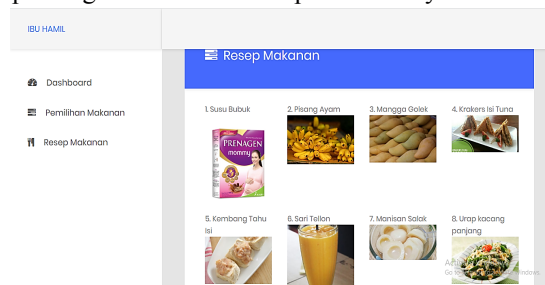 IBU HAMIL
Resep Makanan
Dashboard
Pemilihan Makanan
Resep Makanan
1. Susu Bubuk
2. Pisang Ayam
3. Mangga Golek
4. Krakers Isi Tuna
PRENAGEN
mommy
5. Kembang Tahu
Isi
6. Sari Tellon
7. Manisan Salak
8. Urap kacang
panjang